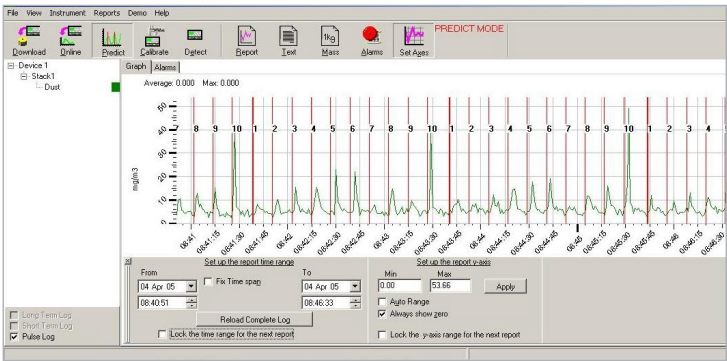 File View Instrument Reports Demo Help
Download Online Predict Calibrate Detect Report Text Mass Alarms Set Axes PREDICT MODE
1kg
Device 1
Stack1
Dust
Graph Alarms
Average: 0.000 Max: 0.000
mg/m3
50
40
30
20
10
0
7 8 9 10 1 2 3 4 5 6 7 8 9 10 1 2 3 4 5 6 7 8 9 10 1 2 3 4
08:41 08:41:15 08:41:30 08:41:45 08:42 08:42:15 08:42:30 08:42:45 08:43 08:43:15 08:43:30 08:43:45 08:44 08:44:15 08:44:30 08:44:45 08:45 08:45:15 08:45:30 08:45:45 08:46 08:46:15 08:46:30
Set up the report time range
From To
04 Apr 05 Fix Time span 04 Apr 05
08:40:51 08:46:33
Reload Complete Log
Lock the time range for the next report
Set up the report y-axis
Min Max
0.00 53.66 Apply
Auto Range
Always show zero
Lock the y-axis range for the next report
Long Term Log
Short Term Log
Pulse Log